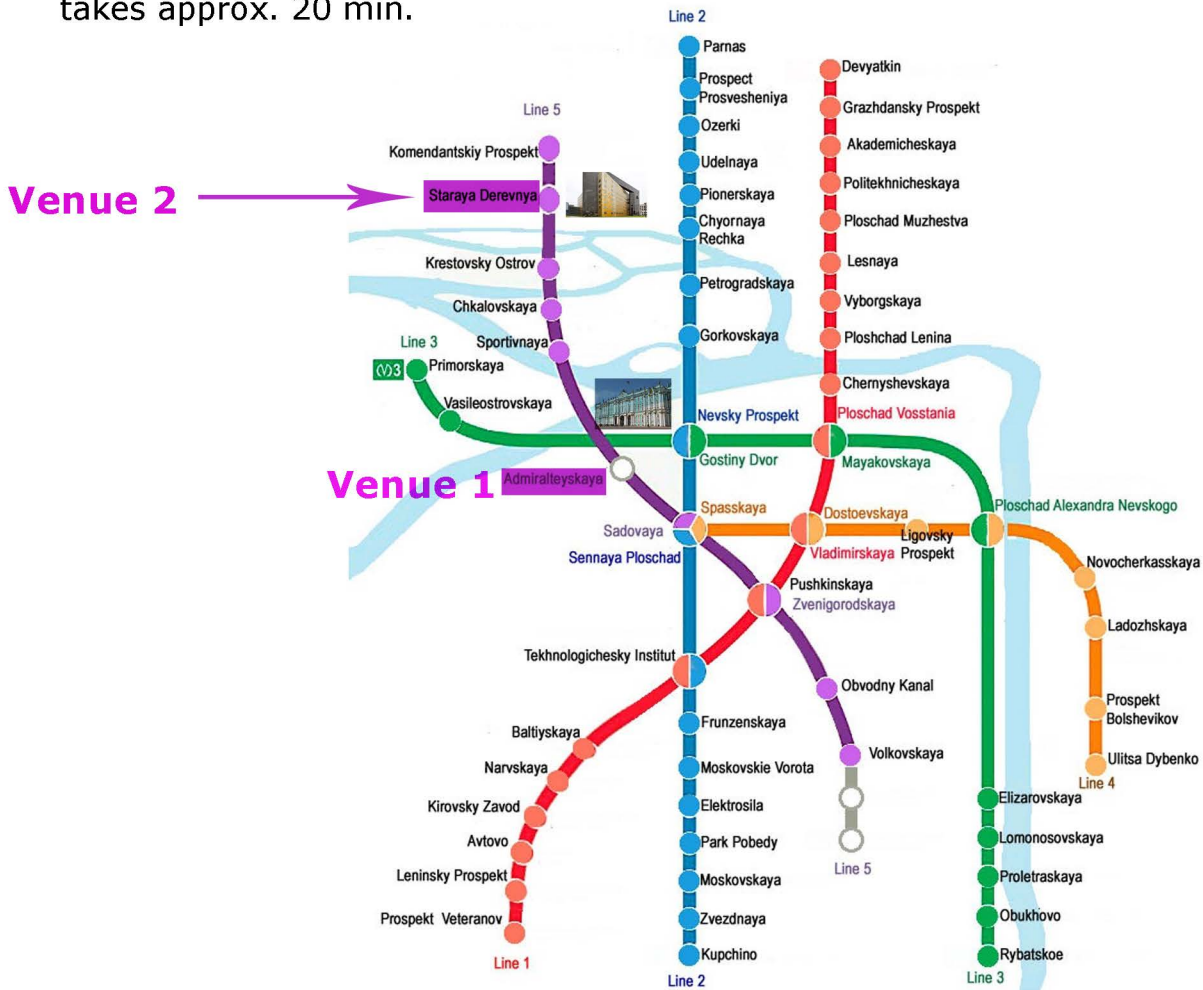 takes approx. 20 min.
Line 2
Parnas
Prospect
Prosvesheniya
Ozerki
Udelnaya
Pionerskaya
Chyornaya
Rechka
Petrogradskaya
Gorkovskaya
Nevsky Prospekt
Gostiny Dvor
Devyatkin
Grazhdansky Prospekt
Akademicheskaya
Politekhnicheskaya
Ploschad Muzhestva
Lesnaya
Vyborgskaya
Ploshchad Lenina
Chernyshevskaya
Ploschad Vosstania
Mayakovskaya
Line 5
Komendantskiy Prospekt
Venue 2
Staraya Derevnya
Krestovsky Ostrov
Chkalovskaya
Sportivnaya
Line 3
(V)3
Primorskaya
Vasileostrovskaya
Venue 1
Admiralteyskaya
Spasskaya
Sadovaya
Sennaya Ploschad
Dostoevskaya
Vladimirskaya
Ligovsky
Prospekt
Ploschad Alexandra Nevskogo
Novocherkasskaya
Ladozhskaya
Prospekt
Bolshevikov
Ulitsa Dybenko
Line 4
Pushkinskaya
Zvenigorodskaya
Tekhnologichesky Institut
Obvodny Kanal
Volkovskaya
Line 5
Baltiyskaya
Narvskaya
Kirovsky Zavod
Avtovo
Leninsky Prospekt
Prospekt Veteranov
Line 1
Frunzenskaya
Moskovskie Vorota
Elektrosila
Park Pobedy
Moskovskaya
Zvezdnaya
Kupchino
Line 2
Elizarovskaya
Lomonosovskaya
Proletraskaya
Obukhovo
Rybatskoe
Line 3